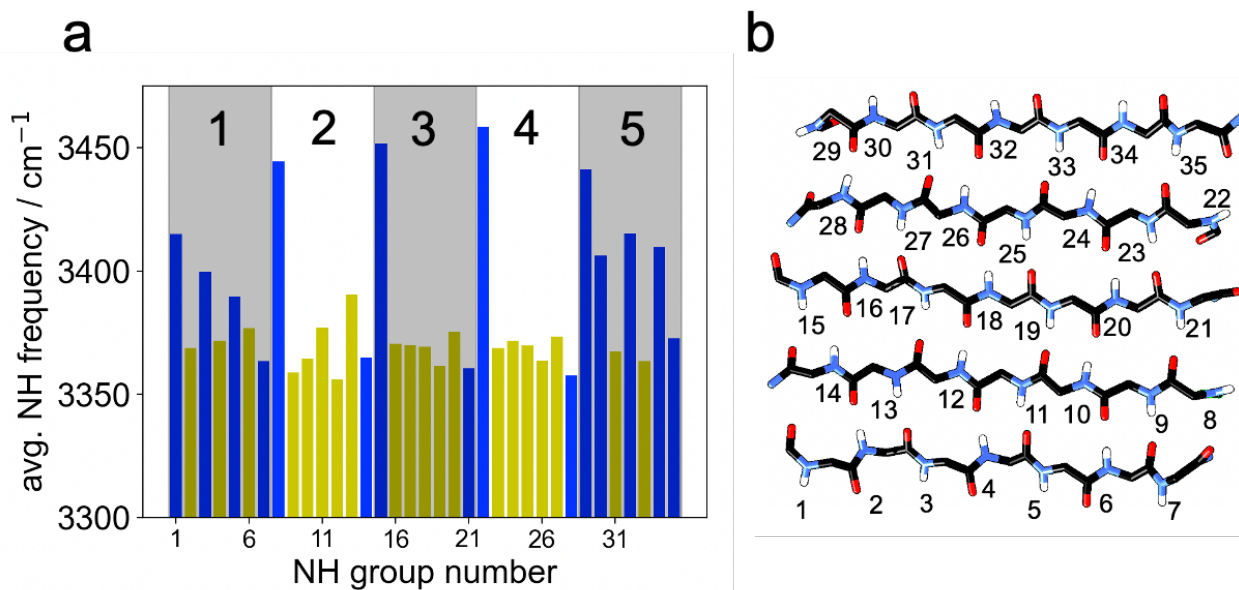 a
b
avg. NH frequency / cm⁻¹
3450
3400
3350
3300
1 2 3 4 5
1 6 11 16 21 26 31
NH group number
29 30 31 32 33 34 35
28 27 26 25 24 23 22
15 16 17 18 19 20 21
14 13 12 11 10 9 8
1 2 3 4 5 6 7